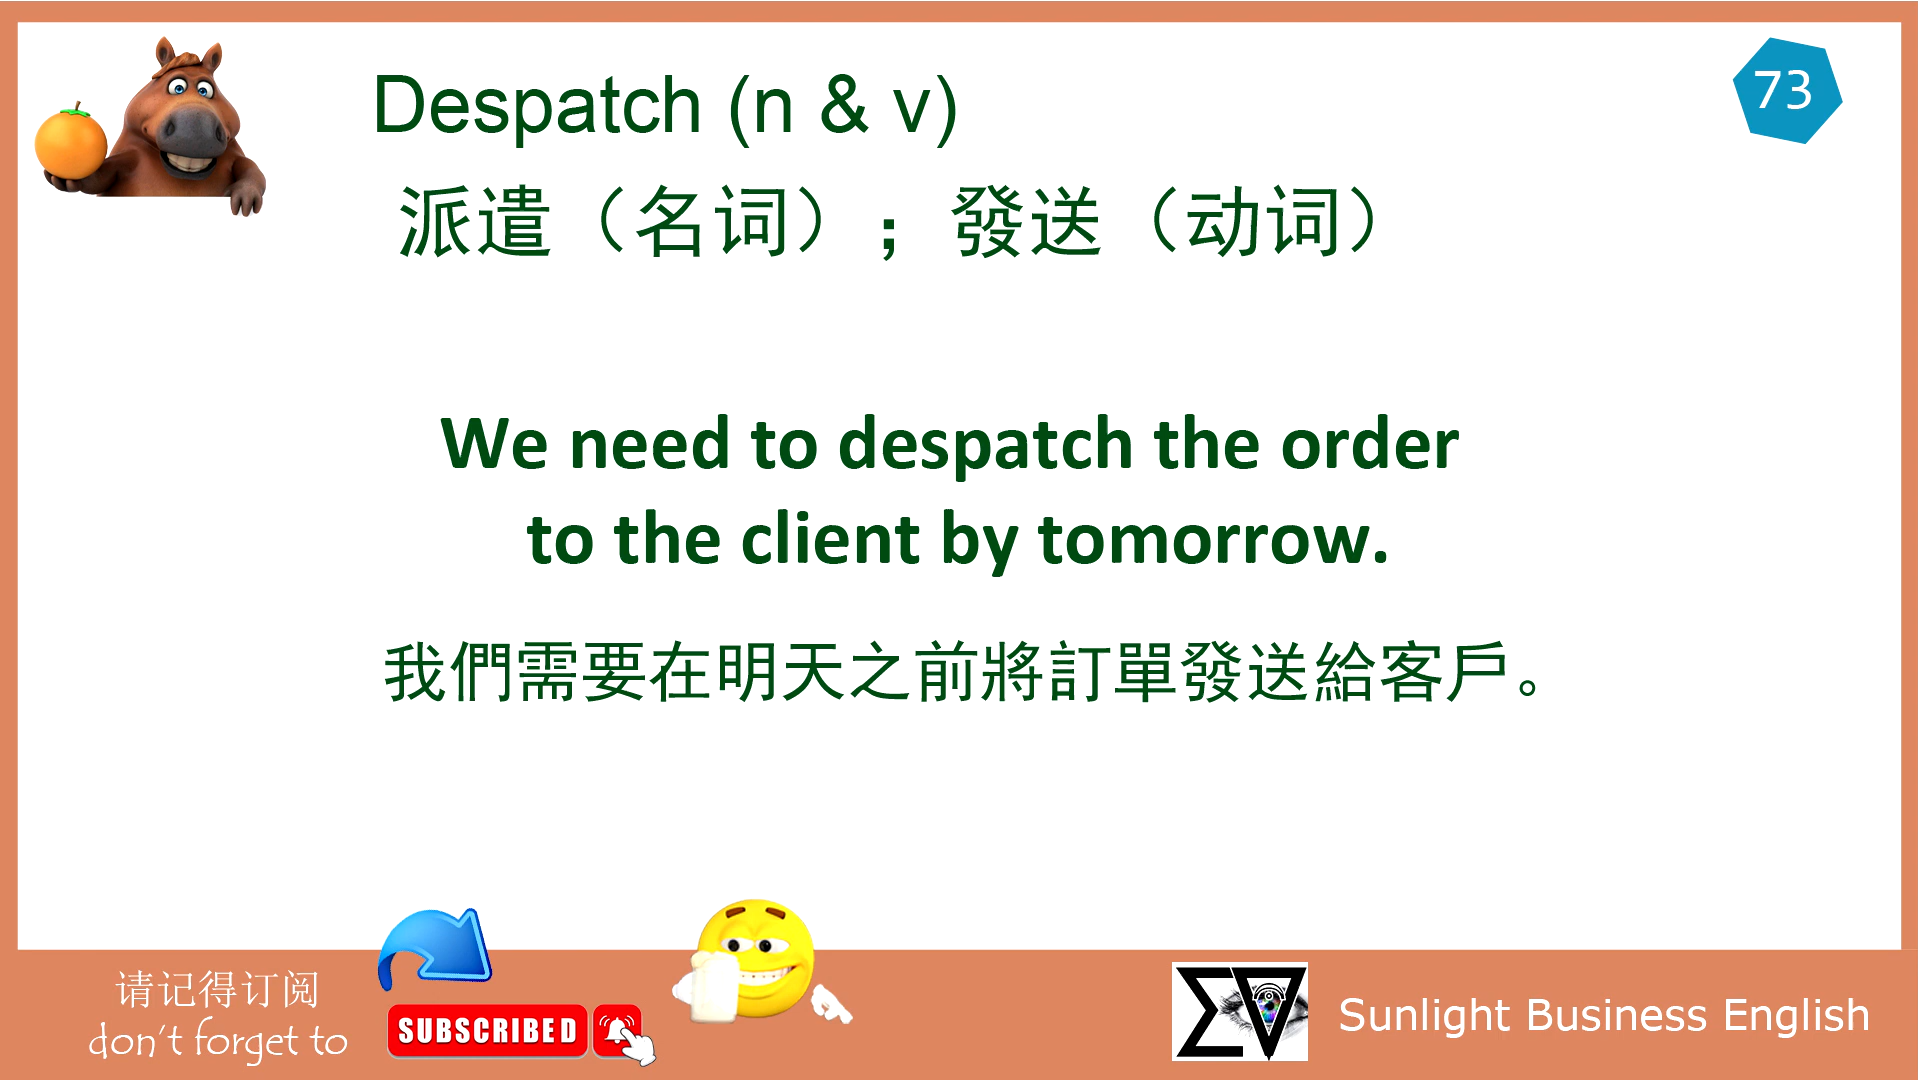 Despatch (n & v)
73
派遣（名词）；發送（动词）
We need to despatch the order
to the client by tomorrow.
我們需要在明天之前將訂單發送給客戶。
请记得订阅
don't forget to
SUBSCRIBED
Sunlight Business English